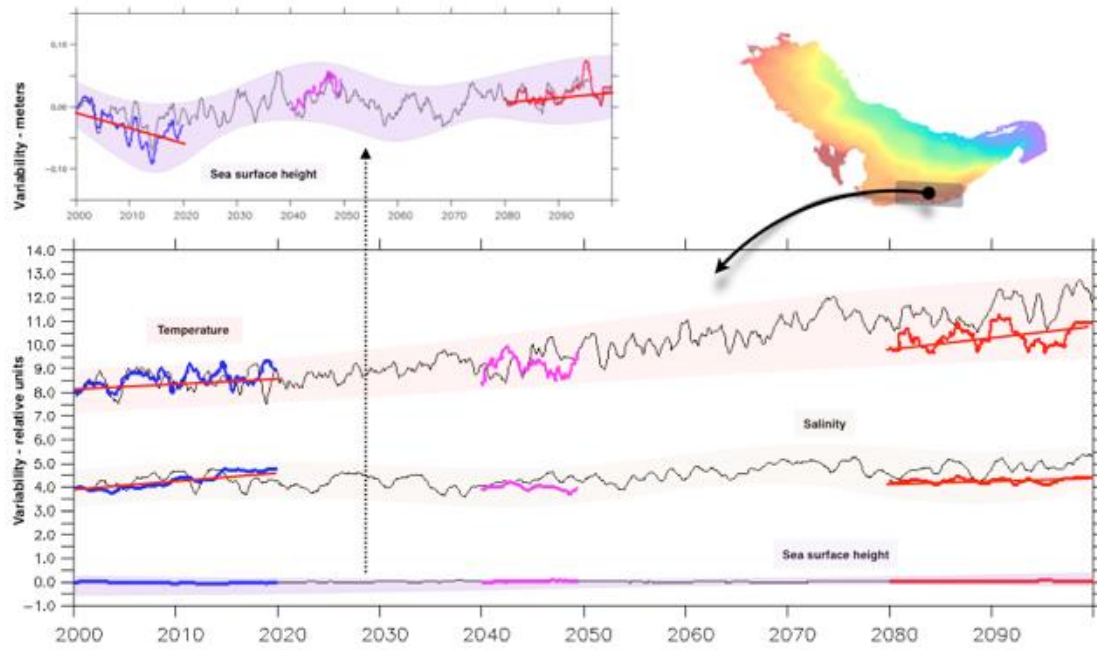 0.10
0.00
−0.10
Variability - meters
Sea surface height
2000 2010 2020 2030 2040 2050 2060 2070 2080 2090
14.0
13.0
12.0
11.0
10.0
9.0
8.0
7.0
6.0
5.0
4.0
3.0
2.0
1.0
0.0
−1.0
Variability - relative units
Temperature
Salinity
Sea surface height
2000 2010 2020 2030 2040 2050 2060 2070 2080 2090